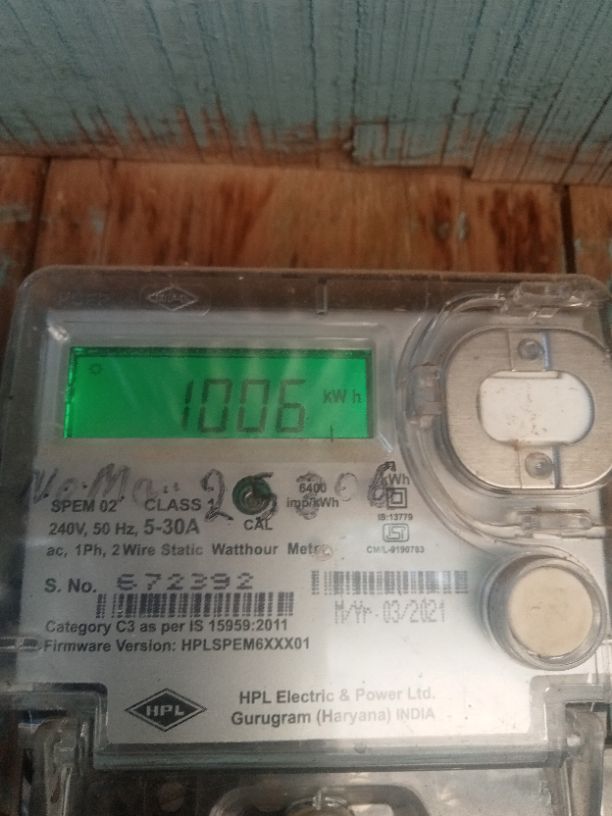 1006 kWh
SPEM 02 CLASS 1 6400 imp/kWh
240V, 50 Hz, 5-30A CAL IS:13779
ac, 1Ph, 2 Wire Static Watthour Meter CM/L-9190783
S. No. 672392
M/Yr. 03/2021
Category C3 as per IS 15959:2011
Firmware Version: HPLSPEM6XXX01
HPL
HPL Electric & Power Ltd.
Gurugram (Haryana) INDIA